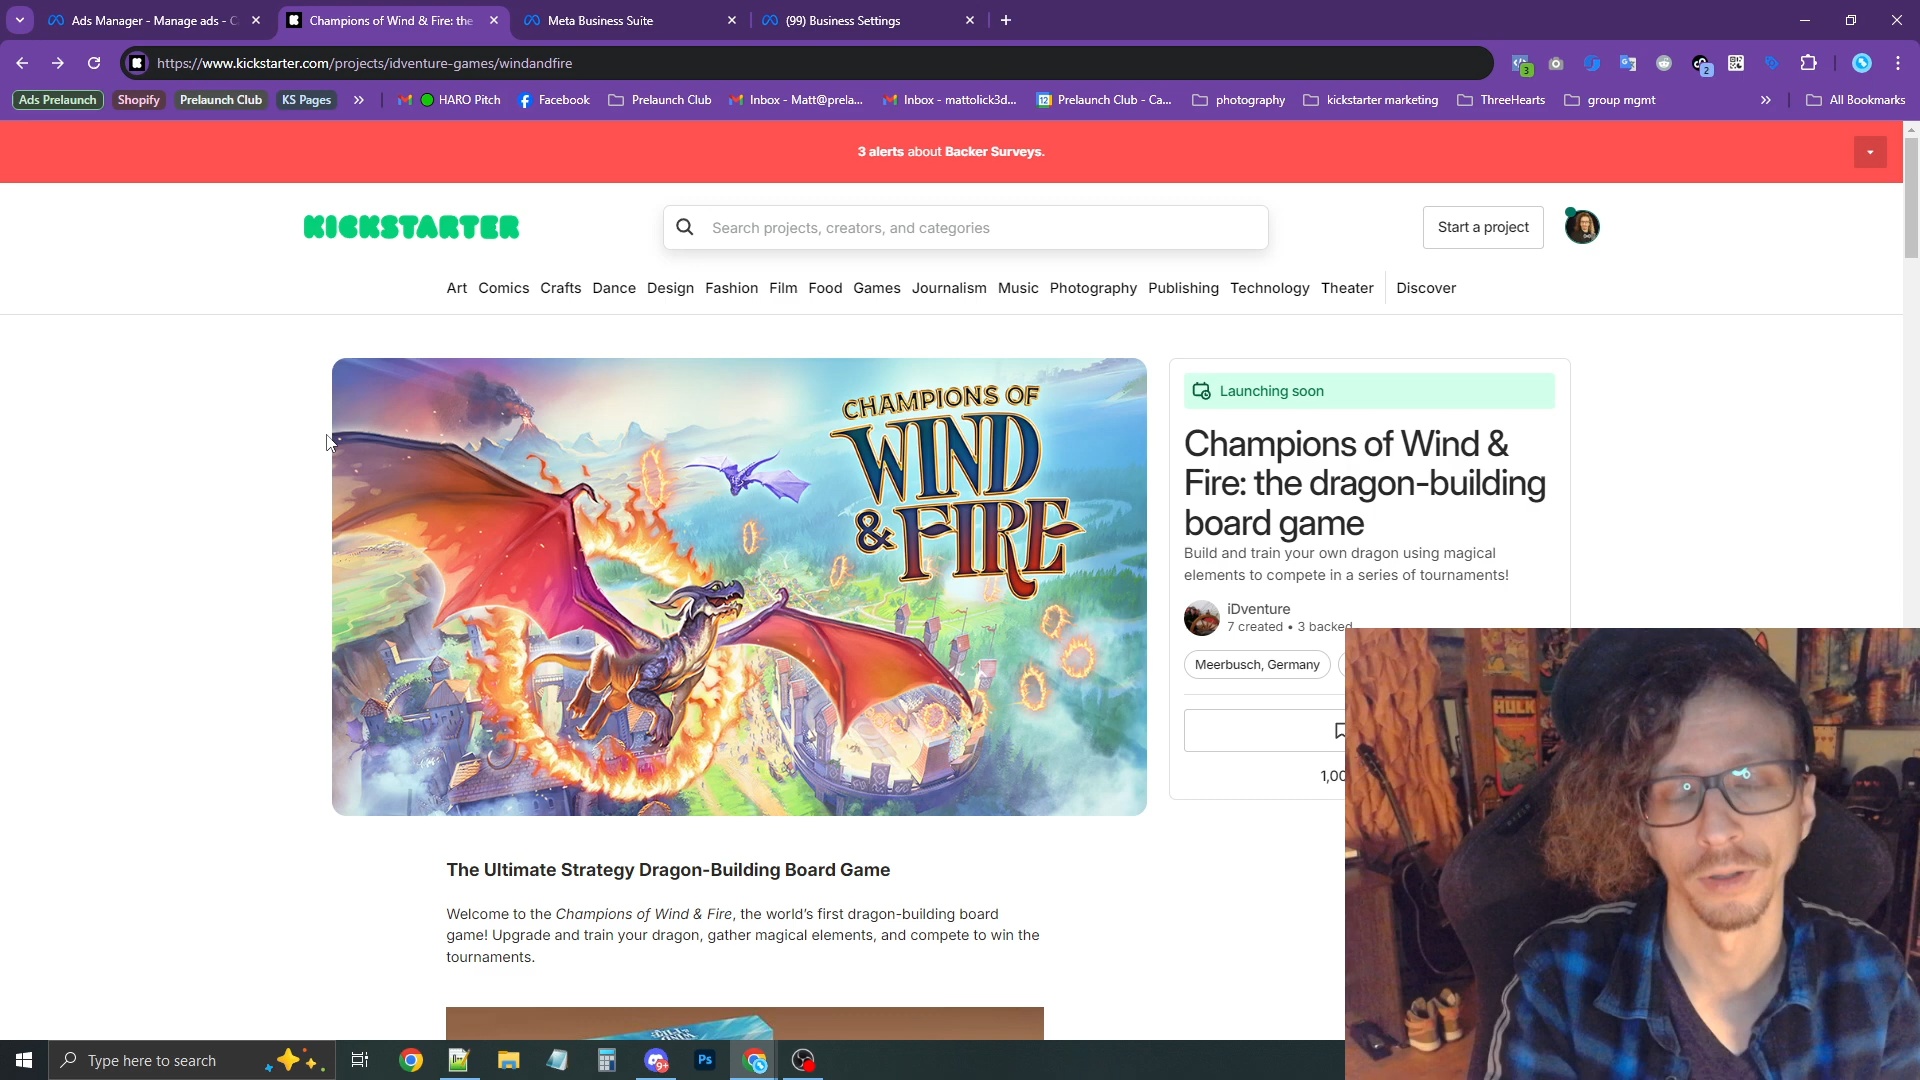 Ads Manager - Manage ads - C
Champions of Wind & Fire: the
Meta Business Suite
(99) Business Settings
https://www.kickstarter.com/projects/idventure-games/windandfire
3
2
Ads Prelaunch
Shopify
Prelaunch Club
KS Pages
HARO Pitch
Facebook
Prelaunch Club
Inbox - Matt@prela...
Inbox - mattolick3d...
12
Prelaunch Club - Ca...
photography
kickstarter marketing
ThreeHearts
group mgmt
All Bookmarks
3 alerts about Backer Surveys.
KICKSTARTER
Search projects, creators, and categories
Start a project
Art Comics Crafts Dance Design Fashion Film Food Games Journalism Music Photography Publishing Technology Theater Discover
CHAMPIONS OF
WIND
& FIRE
Launching soon
Champions of Wind &
Fire: the dragon-building
board game
Build and train your own dragon using magical
elements to compete in a series of tournaments!
iDventure
7 created • 3 backed
Meerbusch, Germany
1,00
HULK
The Ultimate Strategy Dragon-Building Board Game
Welcome to the Champions of Wind & Fire, the world's first dragon-building board
game! Upgrade and train your dragon, gather magical elements, and compete to win the
tournaments.
Type here to search
9+
Ps